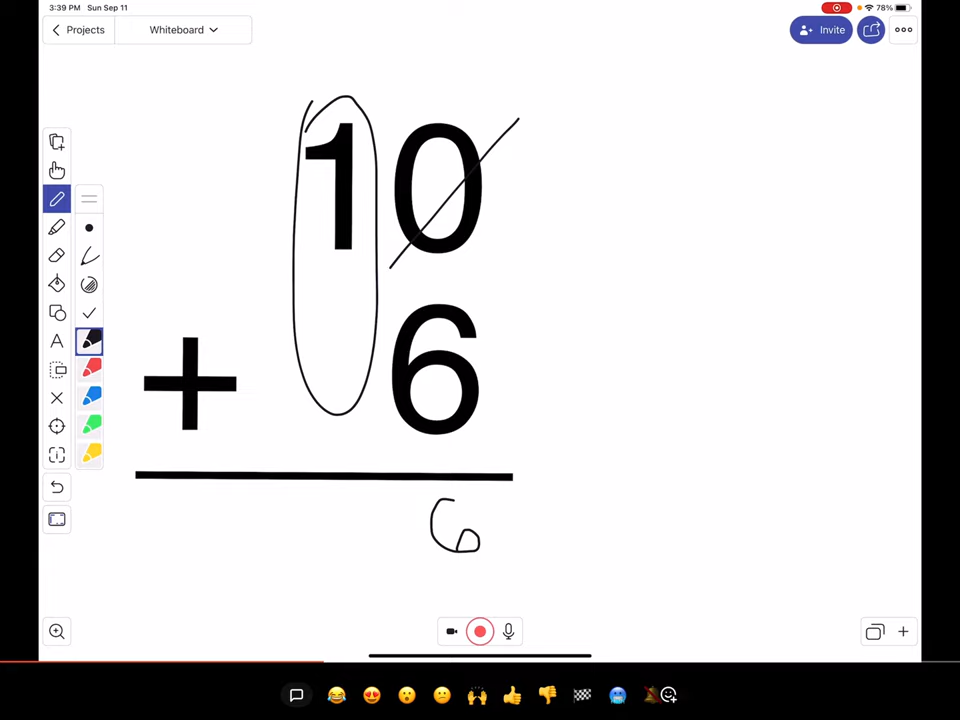 3:39 PM Sun Sep 11
78%
Projects
Whiteboard
Invite
10
+ 6
6
A